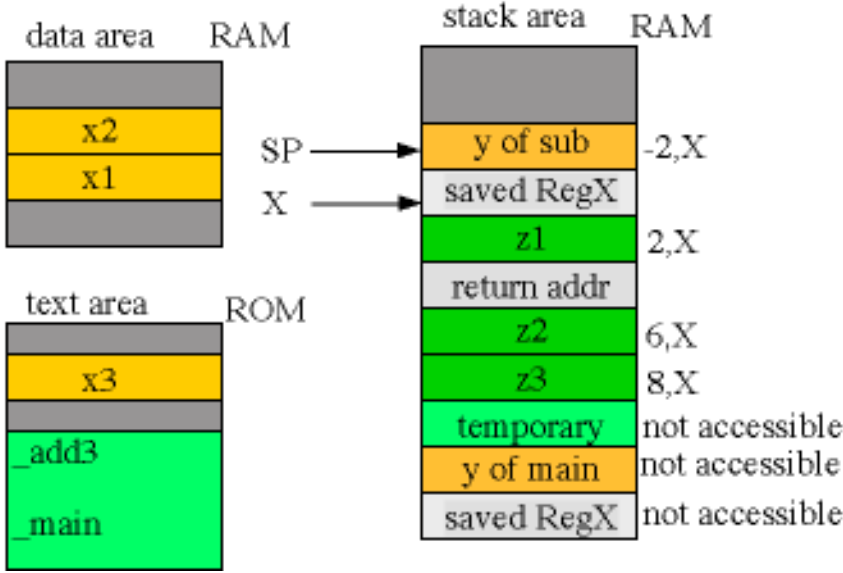 data area RAM
x2
x1
text area ROM
x3
_add3
_main
SP
X
stack area RAM
y of sub -2,X
saved RegX
z1 2,X
return addr
z2 6,X
z3 8,X
temporary not accessible
y of main not accessible
saved RegX not accessible